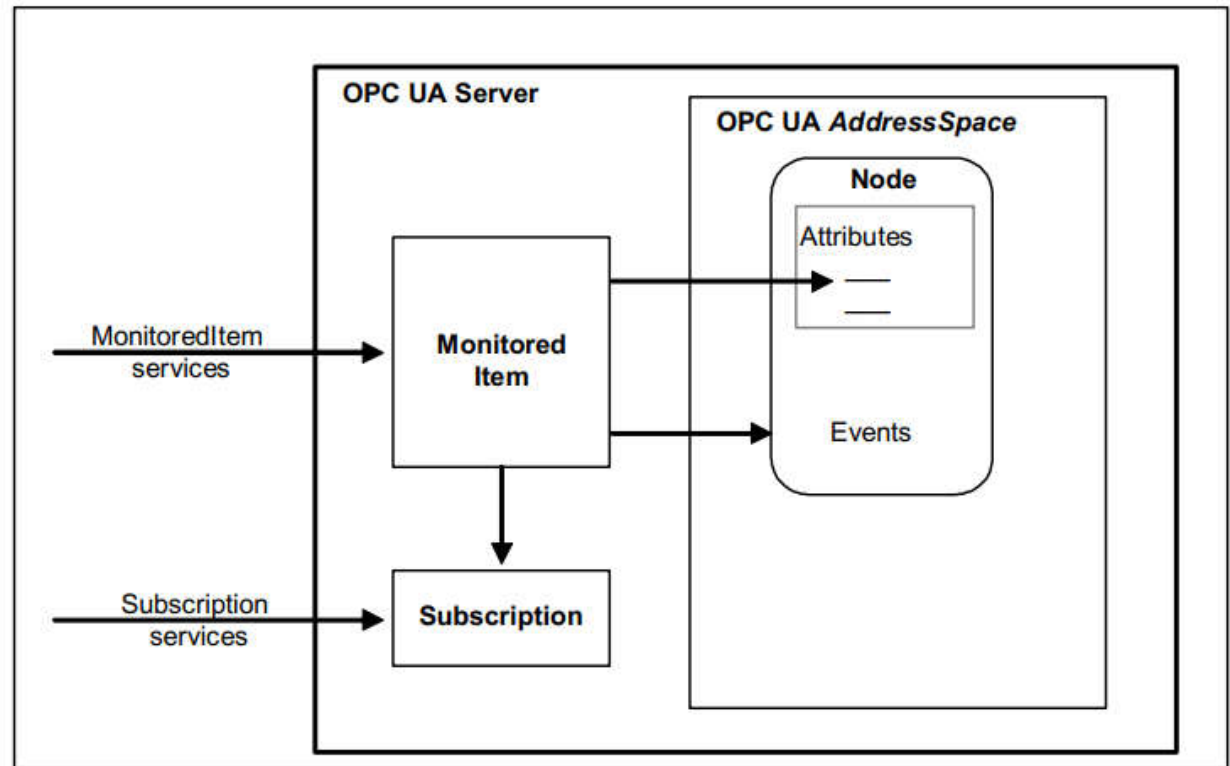 OPC UA Server
OPC UA AddressSpace
Node
Attributes
MonitoredItem
services
Monitored
Item
Events
Subscription
services
Subscription